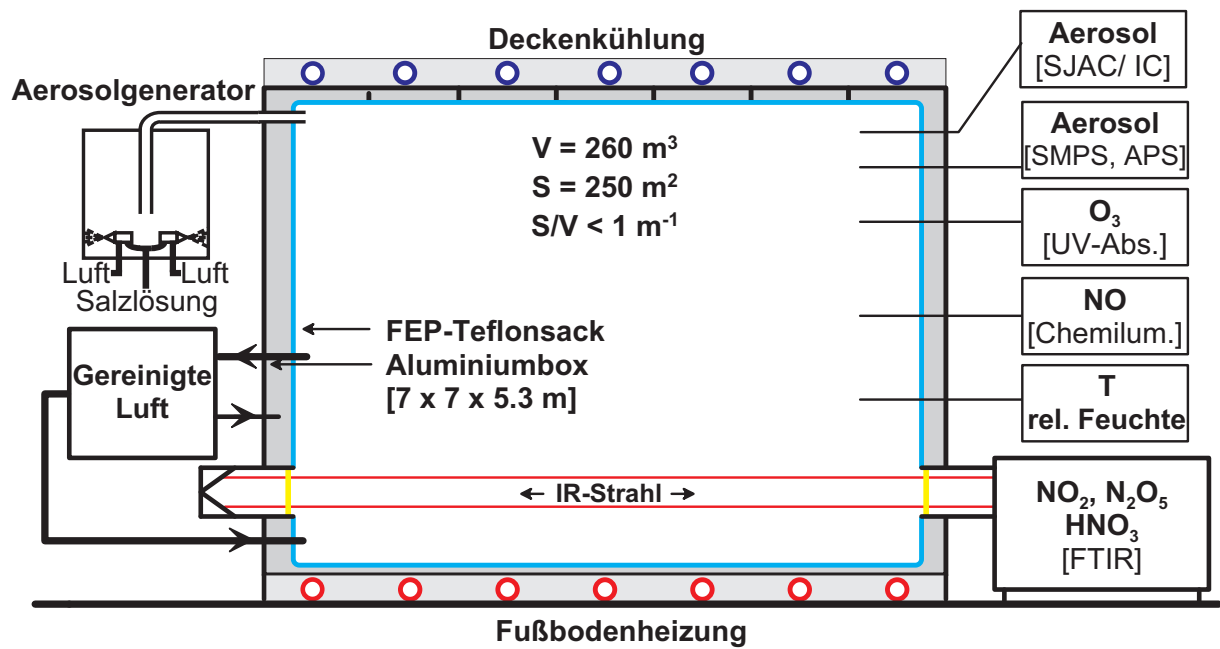 Deckenkühlung
Aerosolgenerator
Luft
Luft
Salzlösung
Gereinigte
Luft
V = 260 m³
S = 250 m²
S/V < 1 m⁻¹
FEP-Teflonsack
Aluminiumbox
[7 x 7 x 5.3 m]
IR-Strahl
Aerosol
[SJAC/ IC]
Aerosol
[SMPS, APS]
O₃
[UV-Abs.]
NO
[Chemilum.]
T
rel. Feuchte
NO₂, N₂O₅
HNO₃
[FTIR]
Fußbodenheizung